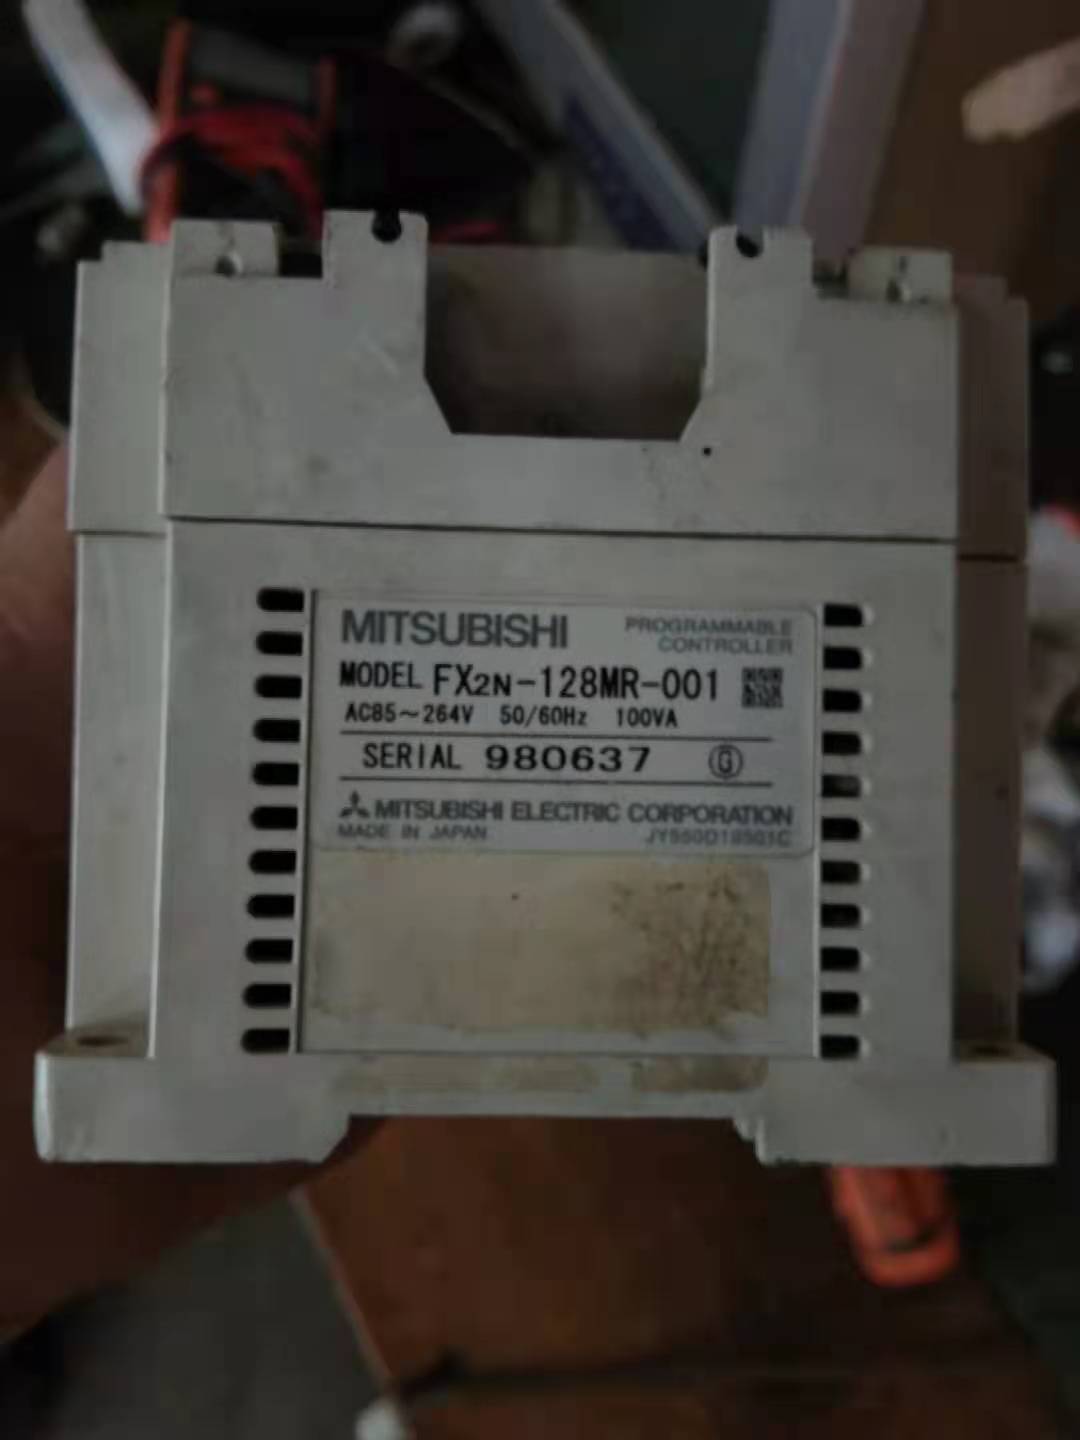 MITSUBISHI PROGRAMMABLE
CONTROLLER
MODEL FX2N-128MR-001
AC85~264V 50/60Hz 100VA
SERIAL 980637 G
MITSUBISHI ELECTRIC CORPORATION
MADE IN JAPAN